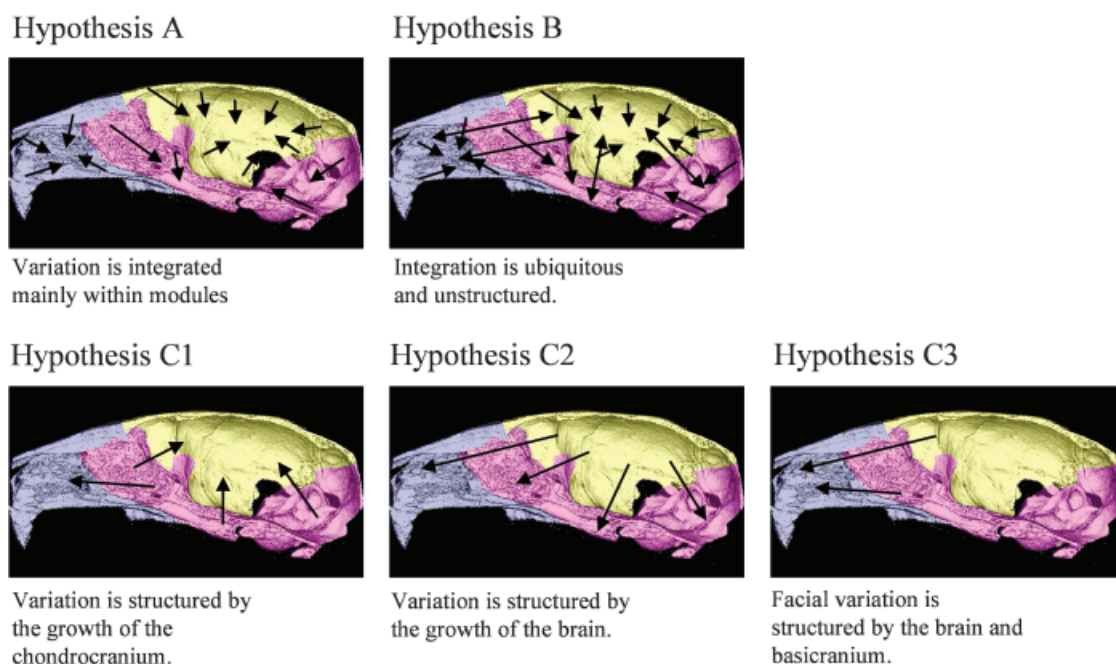 Hypothesis A
Hypothesis B
Variation is integrated
mainly within modules
Integration is ubiquitous
and unstructured.
Hypothesis C1
Hypothesis C2
Hypothesis C3
Variation is structured by
the growth of the
chondrocranium.
Variation is structured by
the growth of the brain.
Facial variation is
structured by the brain and
basicranium.